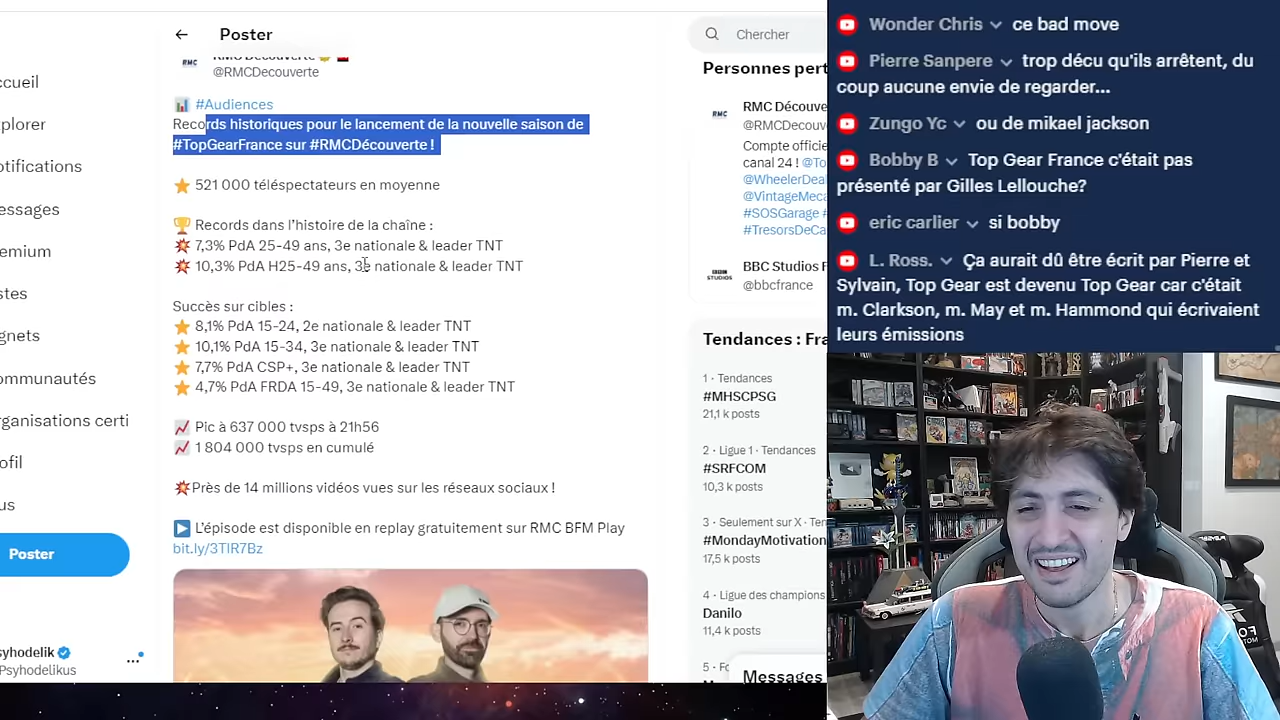 Poster
Chercher
RMC Découverte
RMC
@RMCDecouverte
#Audiences
Records historiques pour le lancement de la nouvelle saison de
#TopGearFrance sur #RMCDécouverte !
521 000 téléspectateurs en moyenne
Records dans l'histoire de la chaîne :
7,3% PdA 25-49 ans, 3e nationale & leader TNT
10,3% PdA H25-49 ans, 3e nationale & leader TNT
Succès sur cibles :
8,1% PdA 15-24, 2e nationale & leader TNT
10,1% PdA 15-34, 3e nationale & leader TNT
7,7% PdA CSP+, 3e nationale & leader TNT
4,7% PdA FRDA 15-49, 3e nationale & leader TNT
Pic à 637 000 tvsps à 21h56
1 804 000 tvsps en cumulé
Près de 14 millions vidéos vues sur les réseaux sociaux !
L'épisode est disponible en replay gratuitement sur RMC BFM Play
bit.ly/3TIR7Bz
ccueil
plorer
otifications
essages
emium
stes
gnets
ommunautés
rganisations certi
ofil
us
Poster
syhodelik
Psyhodelikus
Personnes pert
RMC
RMC Découve
@RMCDecouv
Compte officie
canal 24 ! @To
@WheelerDea
@VintageMeca
#SOSGarage #
#TresorsDeCa
BBC
STUDIOS
BBC Studios F
@bbcfrance
Tendances : Fra
1 · Tendances
#MHSCPSG
21,1 k posts
2 · Ligue 1 · Tendances
#SRFCOM
10,3 k posts
3 · Seulement sur X · Ten
#MondayMotivation
17,5 k posts
4 · Ligue des champions
Danilo
11,4 k posts
Messages
Wonder Chris ce bad move
Pierre Sanpere trop décu qu'ils arrêtent, du
coup aucune envie de regarder...
Zungo Yc ou de mikael jackson
Bobby B Top Gear France c'était pas
présenté par Gilles Lellouche?
eric carlier si bobby
L. Ross. Ça aurait dû être écrit par Pierre et
Sylvain, Top Gear est devenu Top Gear car c'était
m. Clarkson, m. May et m. Hammond qui écrivaient
leurs émissions